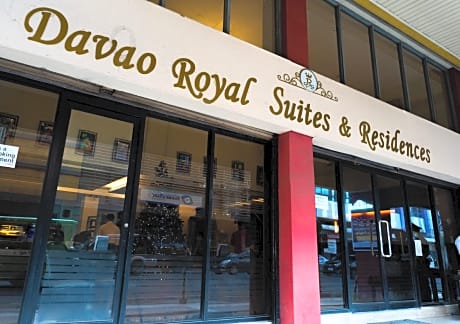 Davao Royal Suites & Residences